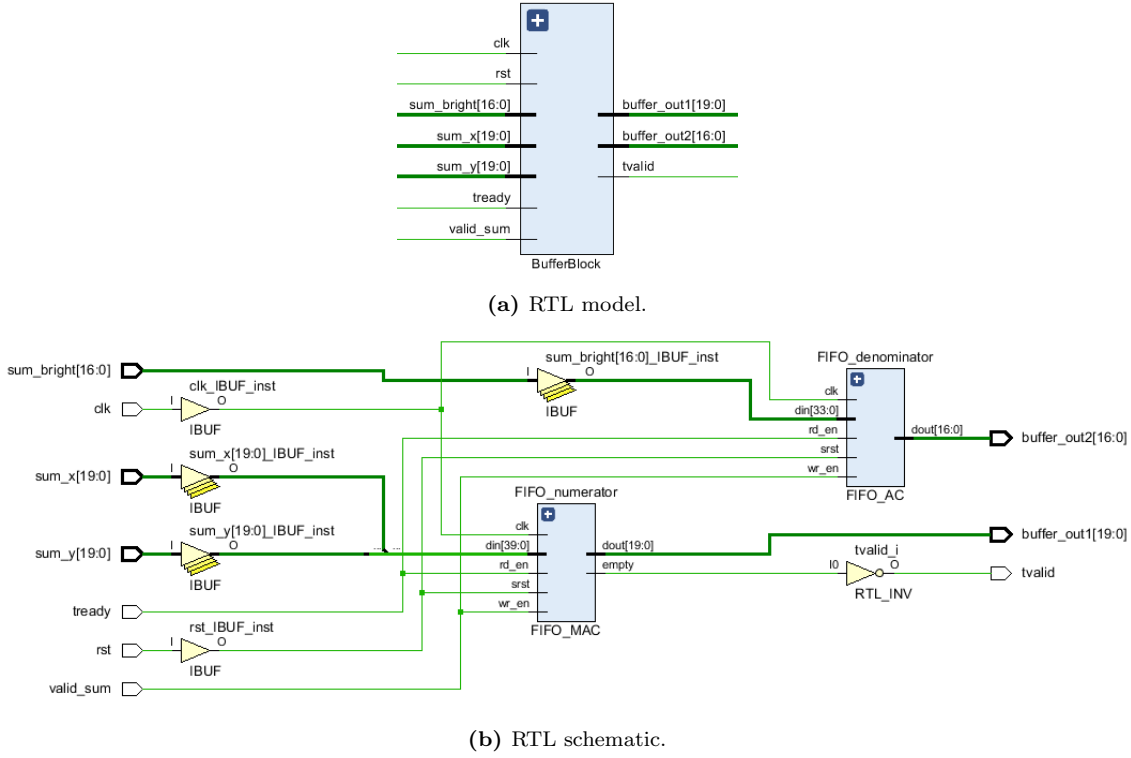 clk
rst
sum_bright[16:0]
sum_x[19:0]
sum_y[19:0]
tready
valid_sum
buffer_out1[19:0]
buffer_out2[16:0]
tvalid
BufferBlock
(a) RTL model.
sum_bright[16:0]
clk
sum_x[19:0]
sum_y[19:0]
tready
rst
valid_sum
clk_IBUF_inst
I O
IBUF
sum_x[19:0]_IBUF_inst
I O
IBUF
sum_y[19:0]_IBUF_inst
I O
IBUF
rst_IBUF_inst
I O
IBUF
sum_bright[16:0]_IBUF_inst
I O
IBUF
FIFO_numerator
clk
din[39:0]
rd_en
srst
wr_en
dout[19:0]
empty
FIFO_MAC
FIFO_denominator
clk
din[33:0]
rd_en
srst
wr_en
dout[16:0]
FIFO_AC
tvalid_i
I0 O
RTL_INV
buffer_out2[16:0]
buffer_out1[19:0]
tvalid
(b) RTL schematic.